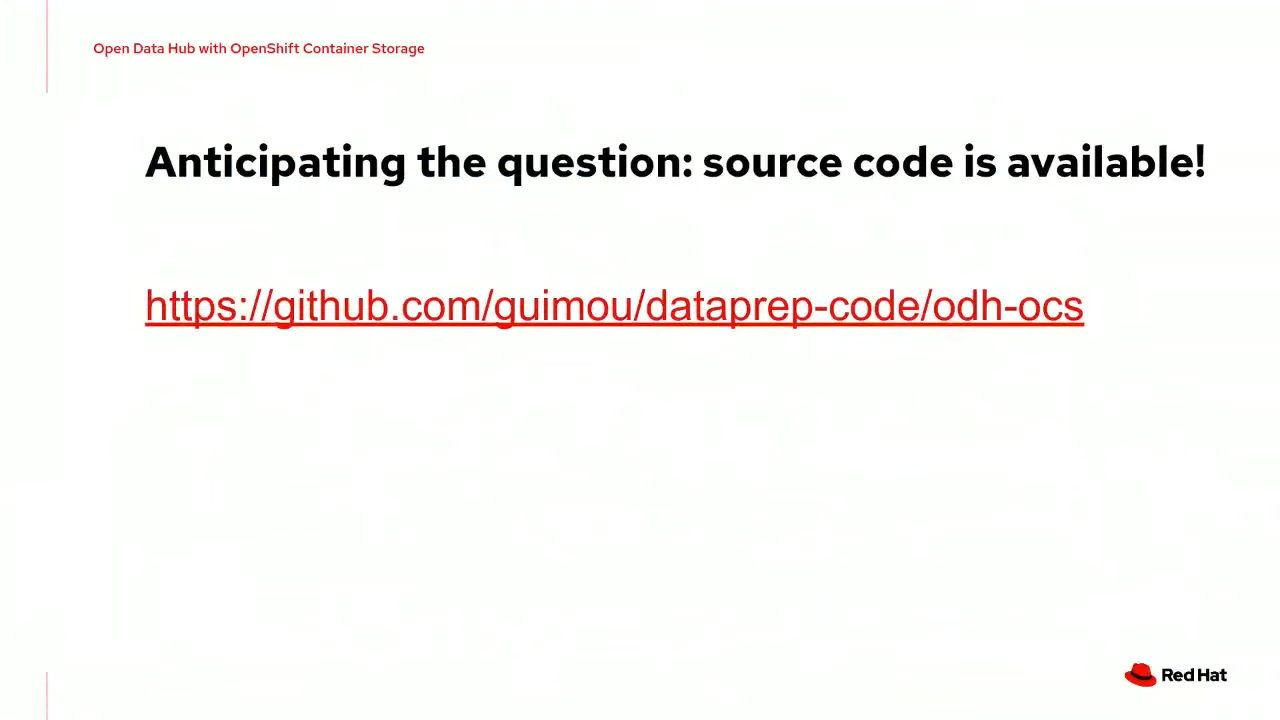 Open Data Hub with OpenShift Container Storage
Anticipating the question: source code is available!
https://github.com/guimou/dataprep-code/odh-ocs
Red Hat